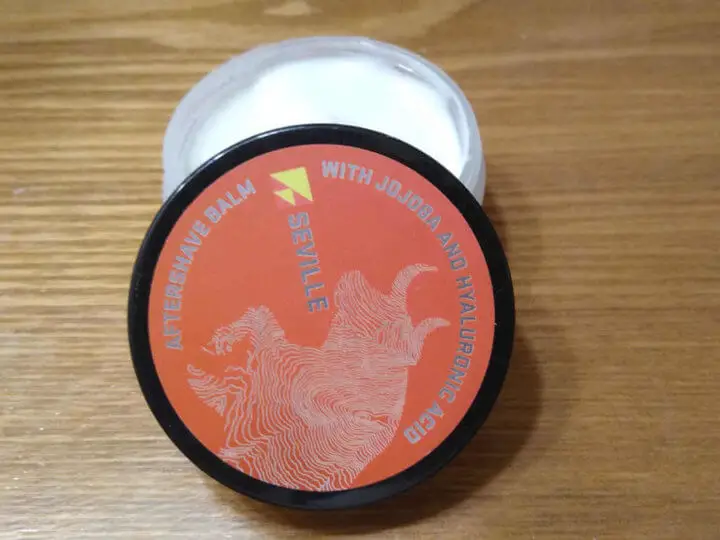 AFTERSHAVE BALM
WITH JOJOBA AND HYALURONIC ACID
SEVILLE